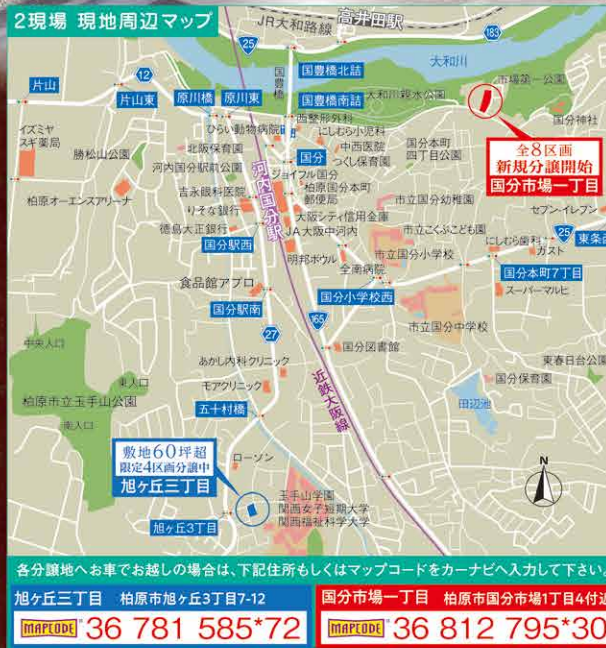 2現場 現地周辺マップ
JR大和路線
高井田駅
25
183
大和川
片山
12
片山東
原川橋
原川東
国豊橋
国豊橋北詰
国豊橋南詰
大和川親水公園
市場第一公園
国分神社
イズミヤ
スギ薬局
勝松山公園
ひらい動物病院
西整形外科
にしむら小児科
中西医院
つくし保育園
国分
北阪保育園
河内国分駅前公園
ジョイフル国分
柏原国分本町
郵便局
国分本町
四丁目公園
全8区画
新規分譲開始
国分市場一丁目
柏原オーエンスアリーナ
吉永眼科医院
りそな銀行
徳島大正銀行
河内国分駅
大阪シティ信用金庫
JA大阪中河内
市立国分幼稚園
市立こくぶこども園
セブン-イレブン
国分駅西
明邦ボウル
全南病院
市立国分小学校
にしむら歯科
ガスト
25
東条西
国分本町7丁目
スーパーマルヒ
食品館アプロ
国分駅南
国分小学校西
27
165
市立国分中学校
中央入口
国分図書館
あかし内科クリニック
モアクリニック
東入口
柏原市立玉手山公園
南入口
五十村橋
近鉄大阪線
東春日台公園
国分保育園
田辺池
敷地60坪超
限定4区画分譲中
旭ヶ丘三丁目
ローソン
旭ヶ丘3丁目
玉手山学園
関西女子短期大学
関西福祉科学大学
N
各分譲地へお車でお越しの場合は、下記住所もしくはマップコードをカーナビへ入力して下さい。
旭ヶ丘三丁目 柏原市旭ヶ丘3丁目7-12
MAPCODE 36 781 585*72
国分市場一丁目 柏原市国分市場1丁目4付近
MAPCODE 36 812 795*30